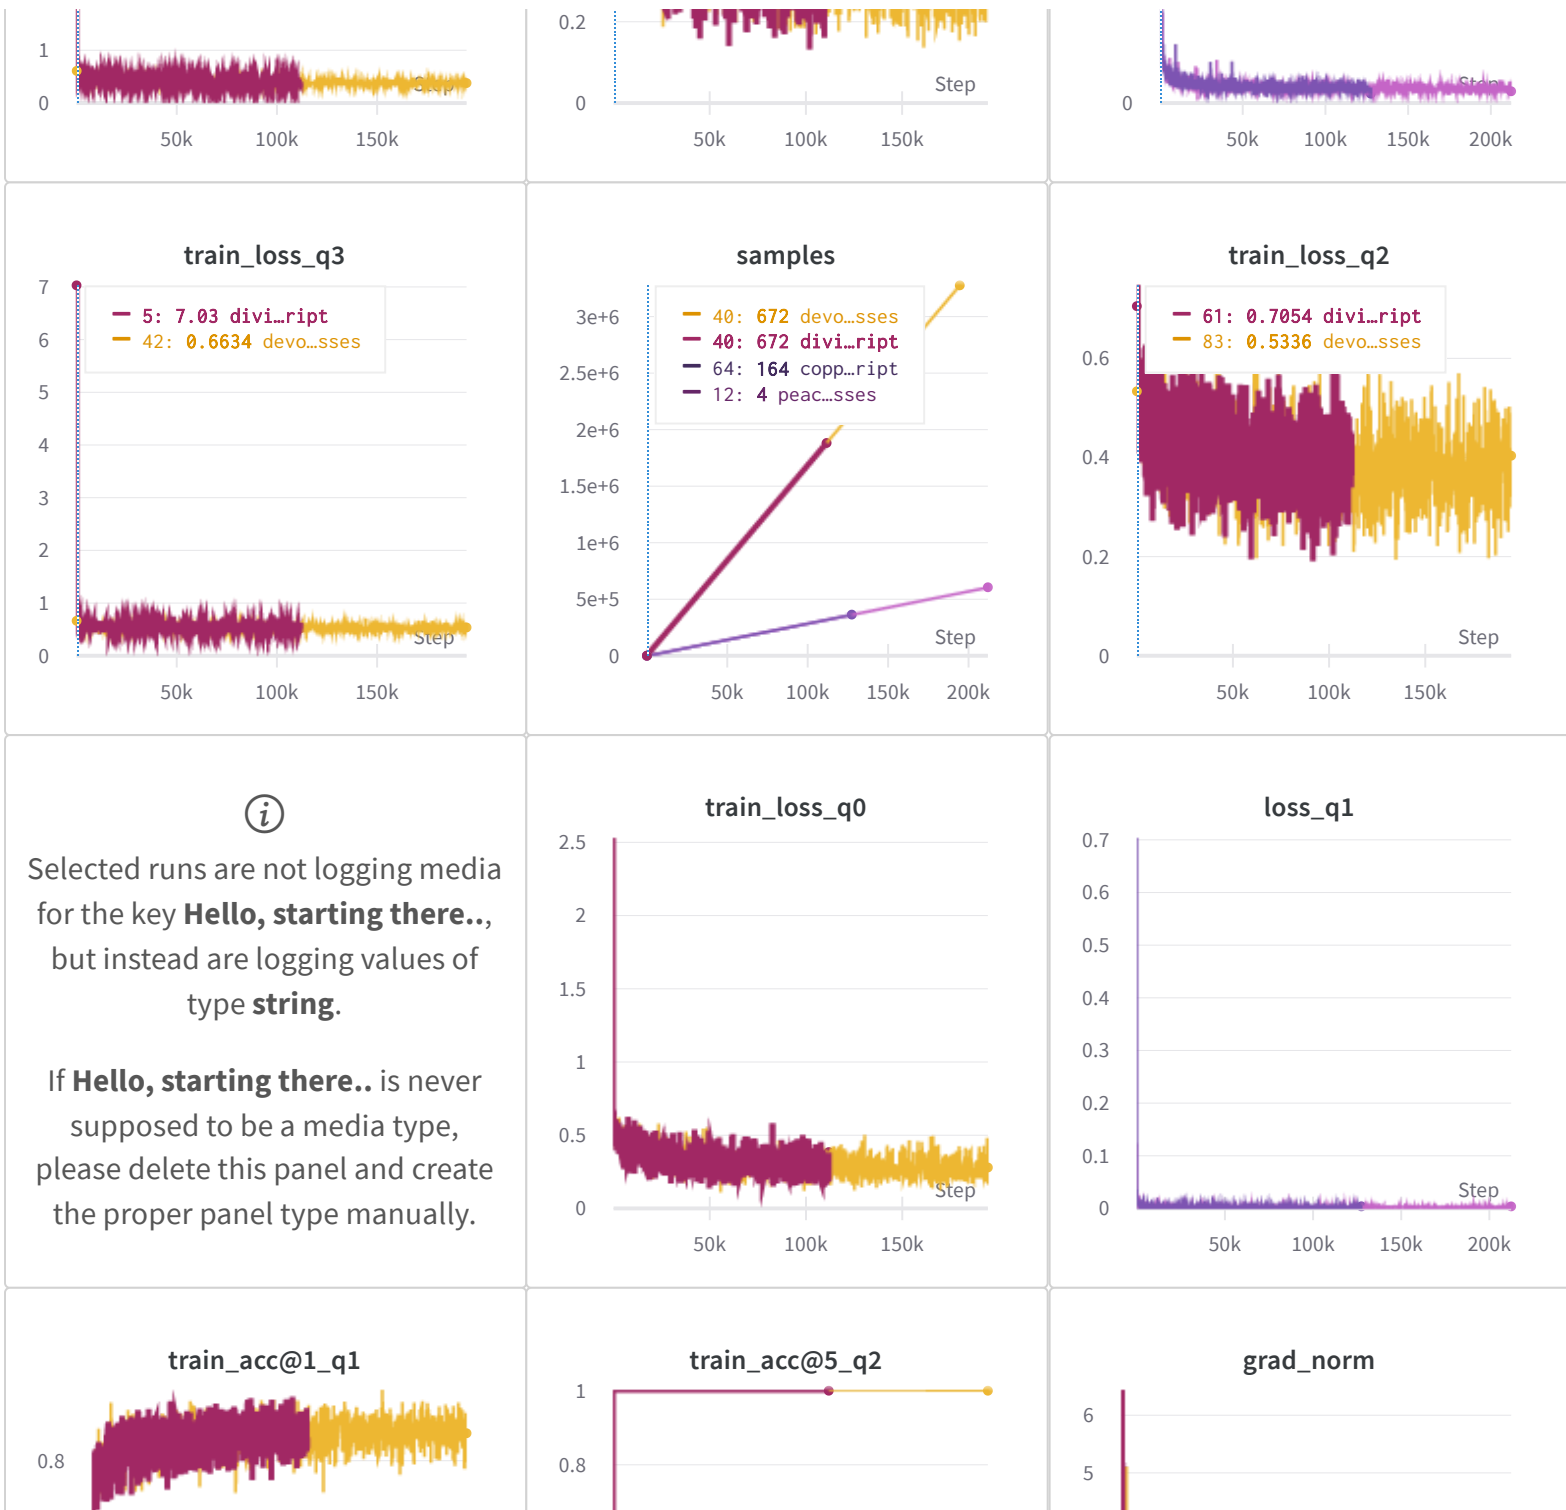 1
0
50k
100k
150k
Step
0.2
0
50k
100k
150k
Step
0
50k
100k
150k
200k
Step
train_loss_q3
7
6
5
4
3
2
1
0
5: 7.03 divi…ript
42: 0.6634 devo…sses
Step
50k
100k
150k
samples
3e+6
2.5e+6
2e+6
1.5e+6
1e+6
5e+5
0
40: 672 devo…sses
40: 672 divi…ript
64: 164 copp…ript
12: 4 peac…sses
Step
50k
100k
150k
200k
train_loss_q2
0.6
0.4
0.2
0
61: 0.7054 divi…ript
83: 0.5336 devo…sses
Step
50k
100k
150k
i
Selected runs are not logging media
for the key Hello, starting there..,
but instead are logging values of
type string.
If Hello, starting there.. is never
supposed to be a media type,
please delete this panel and create
the proper panel type manually.
train_loss_q0
2.5
2
1.5
1
0.5
0
Step
50k
100k
150k
loss_q1
0.7
0.6
0.5
0.4
0.3
0.2
0.1
0
Step
50k
100k
150k
200k
train_acc@1_q1
0.8
train_acc@5_q2
1
0.8
grad_norm
6
5